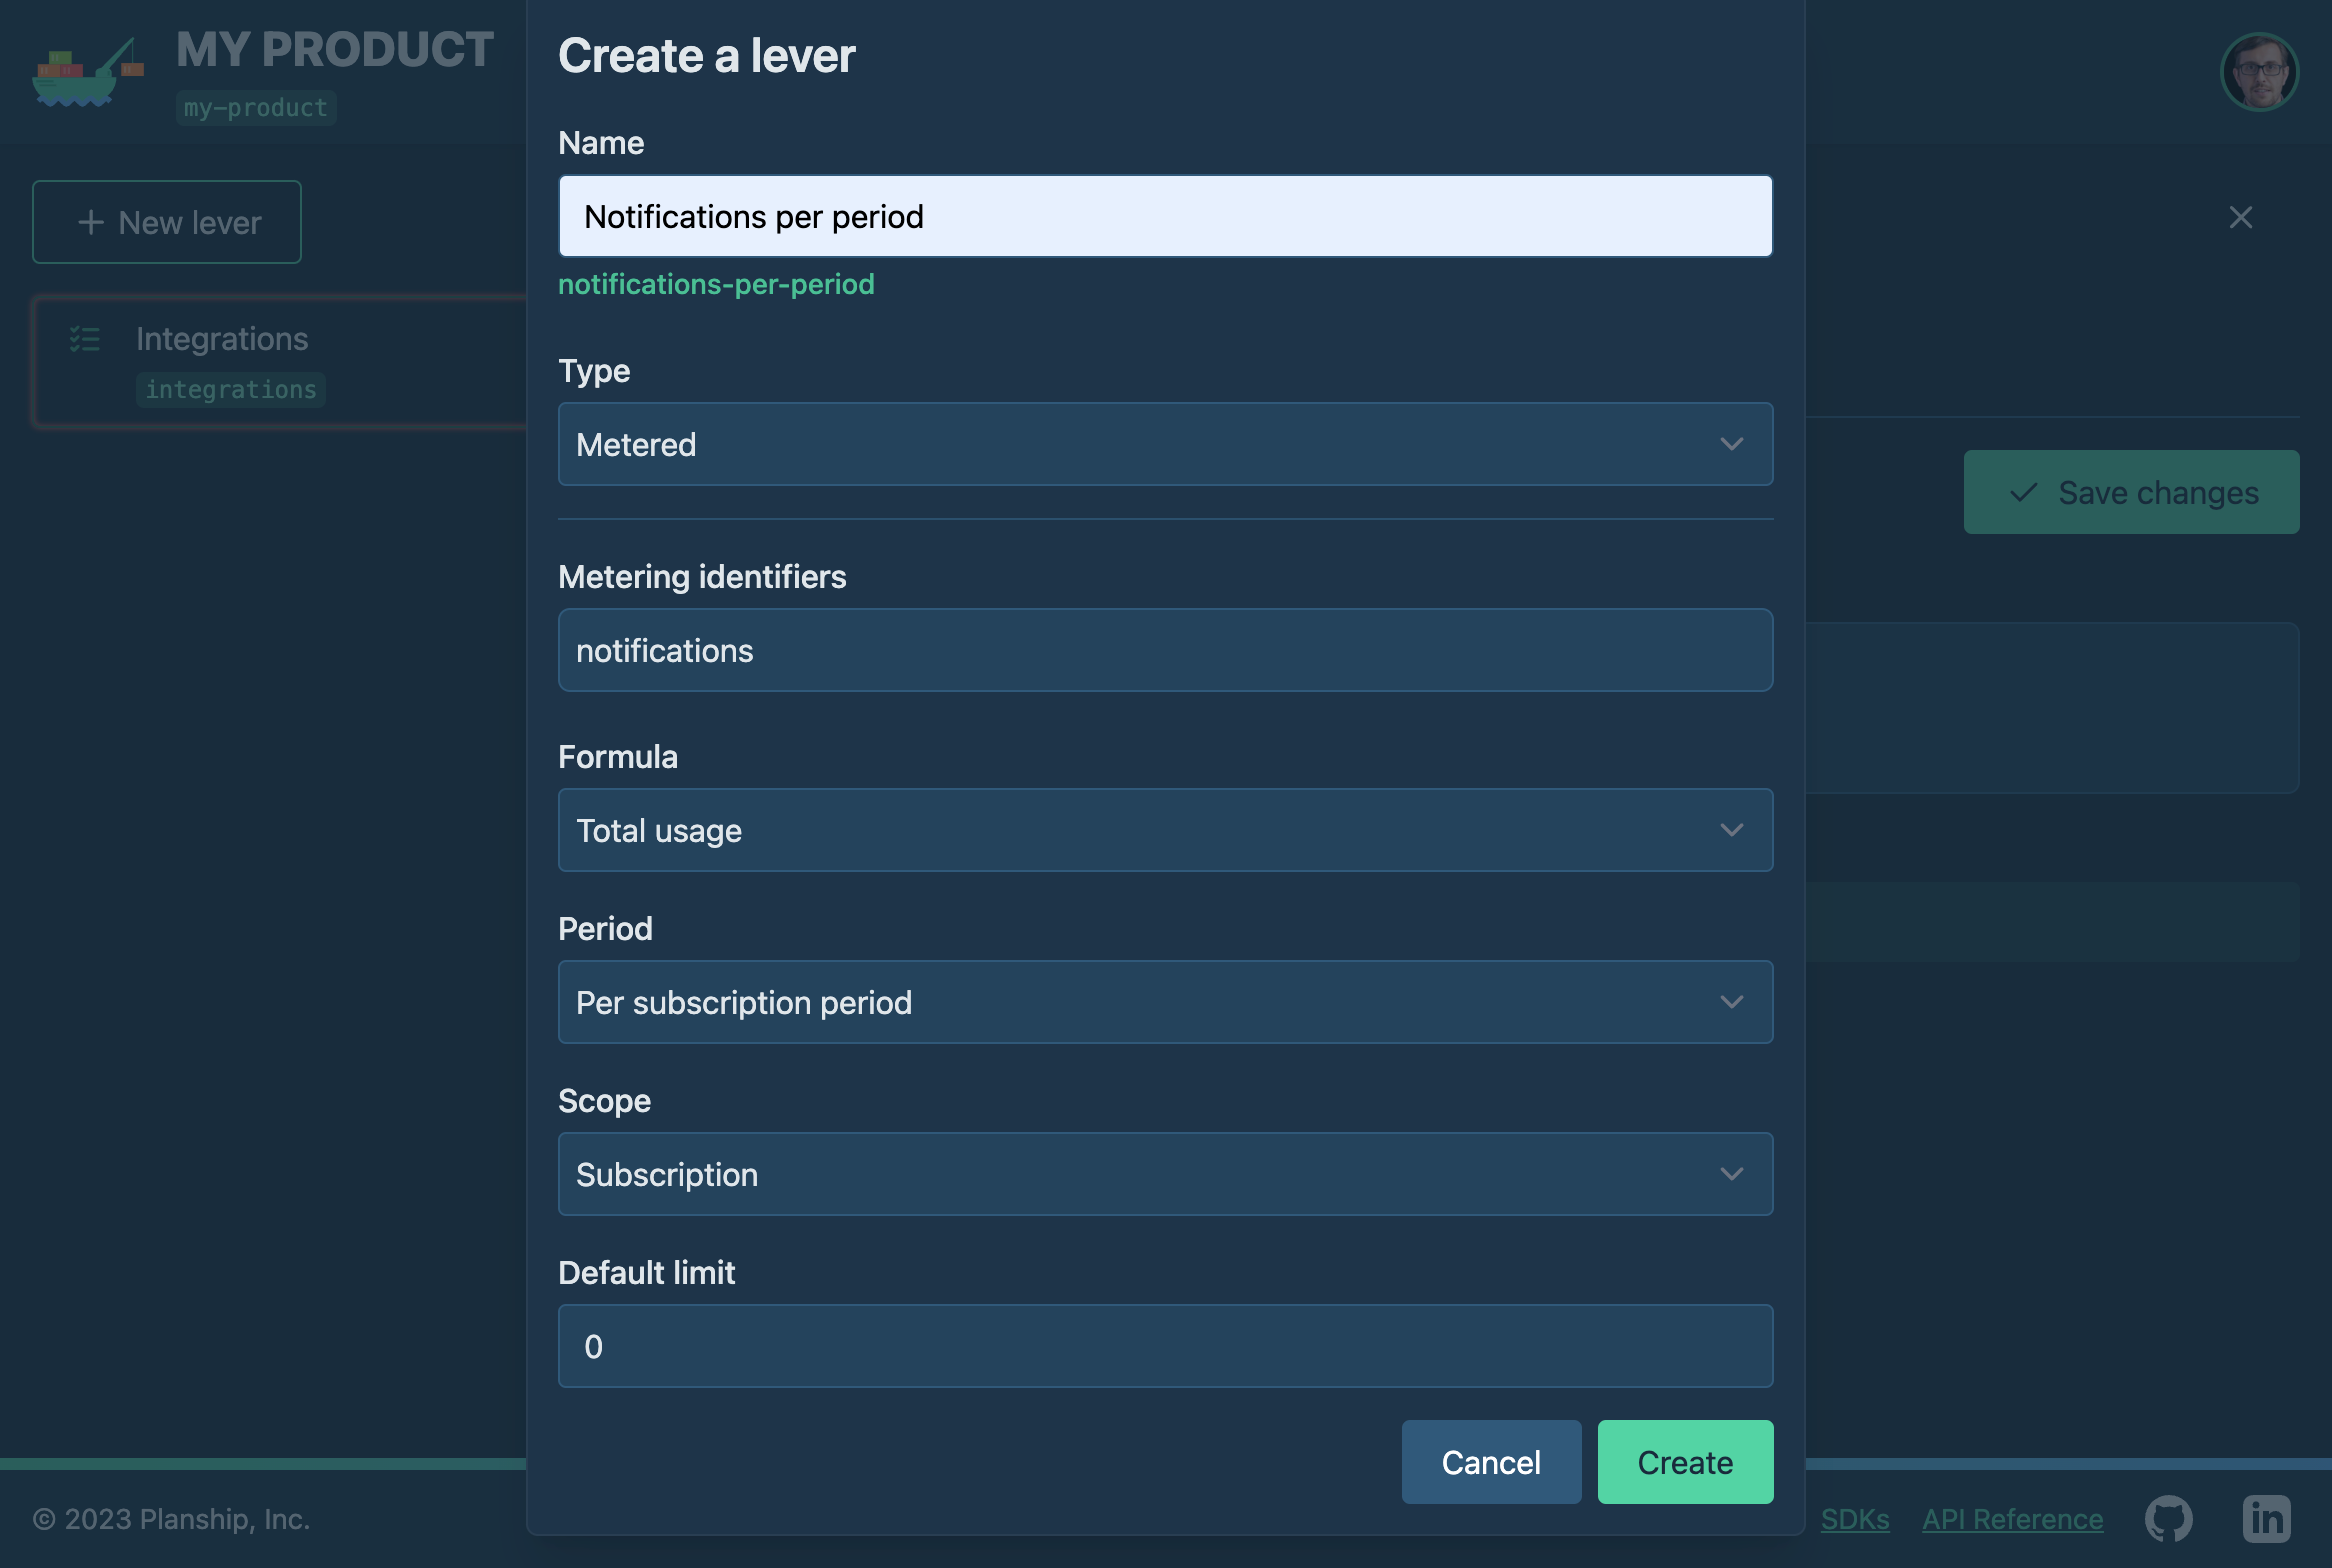 MY PRODUCT
my-product
New lever
Integrations
integrations
Create a lever
Name
Notifications per period
notifications-per-period
Type
Metered
Metering identifiers
notifications
Formula
Total usage
Period
Per subscription period
Scope
Subscription
Default limit
0
Cancel
Create
Save changes
© 2023 Planship, Inc.
SDKs
API Reference
in